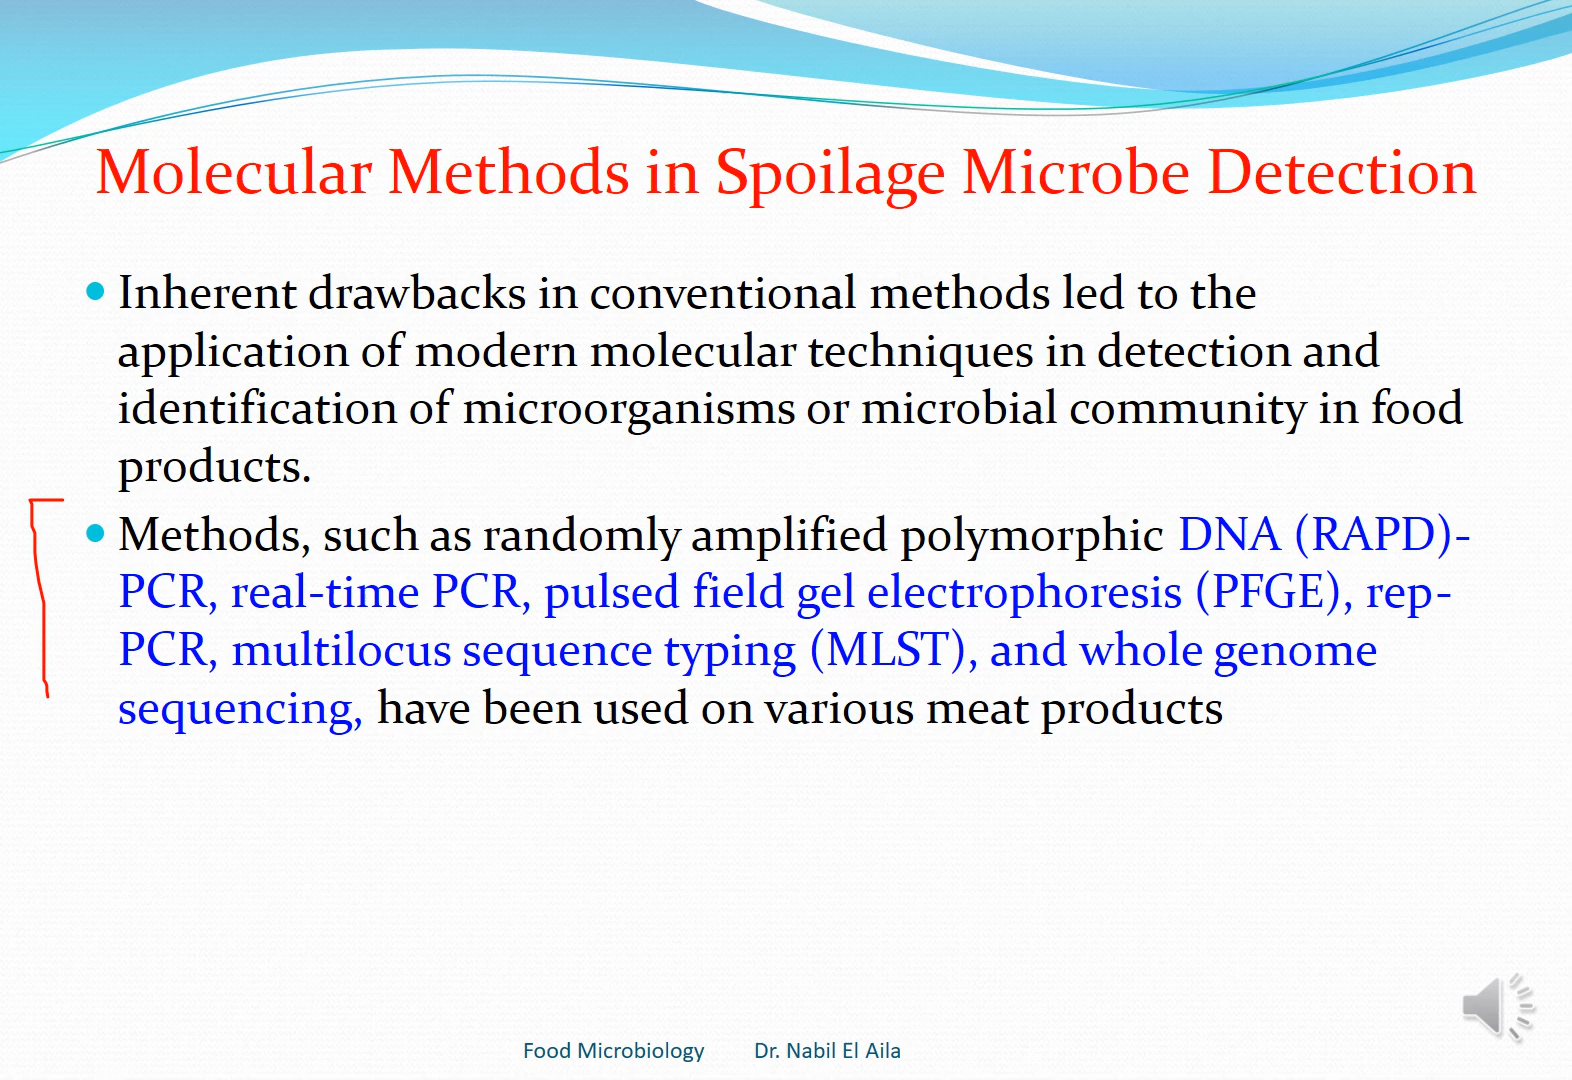 Molecular Methods in Spoilage Microbe Detection
Inherent drawbacks in conventional methods led to the
application of modern molecular techniques in detection and
identification of microorganisms or microbial community in food
products.
Methods, such as randomly amplified polymorphic DNA (RAPD)-
PCR, real-time PCR, pulsed field gel electrophoresis (PFGE), rep-
PCR, multilocus sequence typing (MLST), and whole genome
sequencing, have been used on various meat products
Food Microbiology Dr. Nabil El Aila